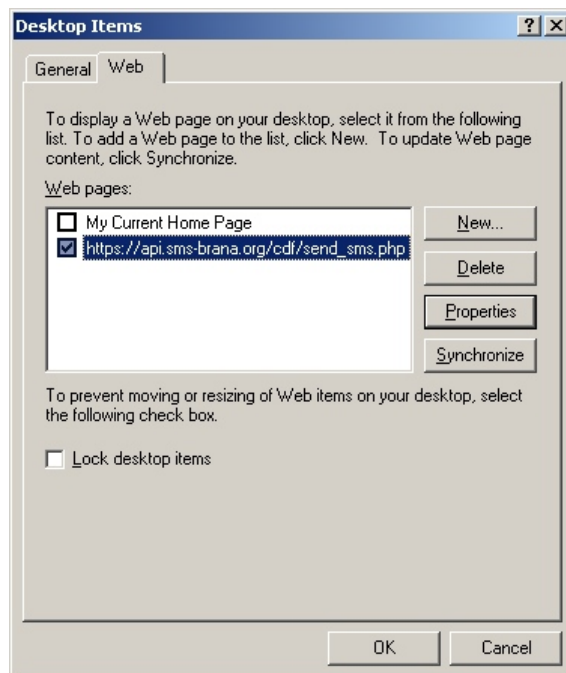 Desktop Items
General Web
To display a Web page on your desktop, select it from the following
list. To add a Web page to the list, click New. To update Web page
content, click Synchronize.
Web pages:
My Current Home Page
https://api.sms-brana.org/cdf/send_sms.php
New...
Delete
Properties
Synchronize
To prevent moving or resizing of Web items on your desktop, select
the following check box.
Lock desktop items
OK Cancel